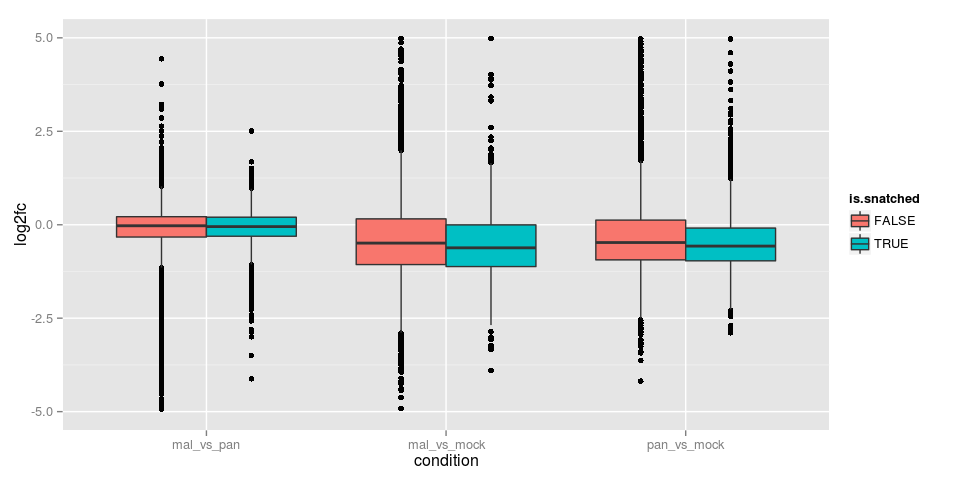 5.0
2.5
0.0
-2.5
-5.0
log2fc
mal_vs_pan
mal_vs_mock
pan_vs_mock
condition
is.snatched
FALSE
TRUE